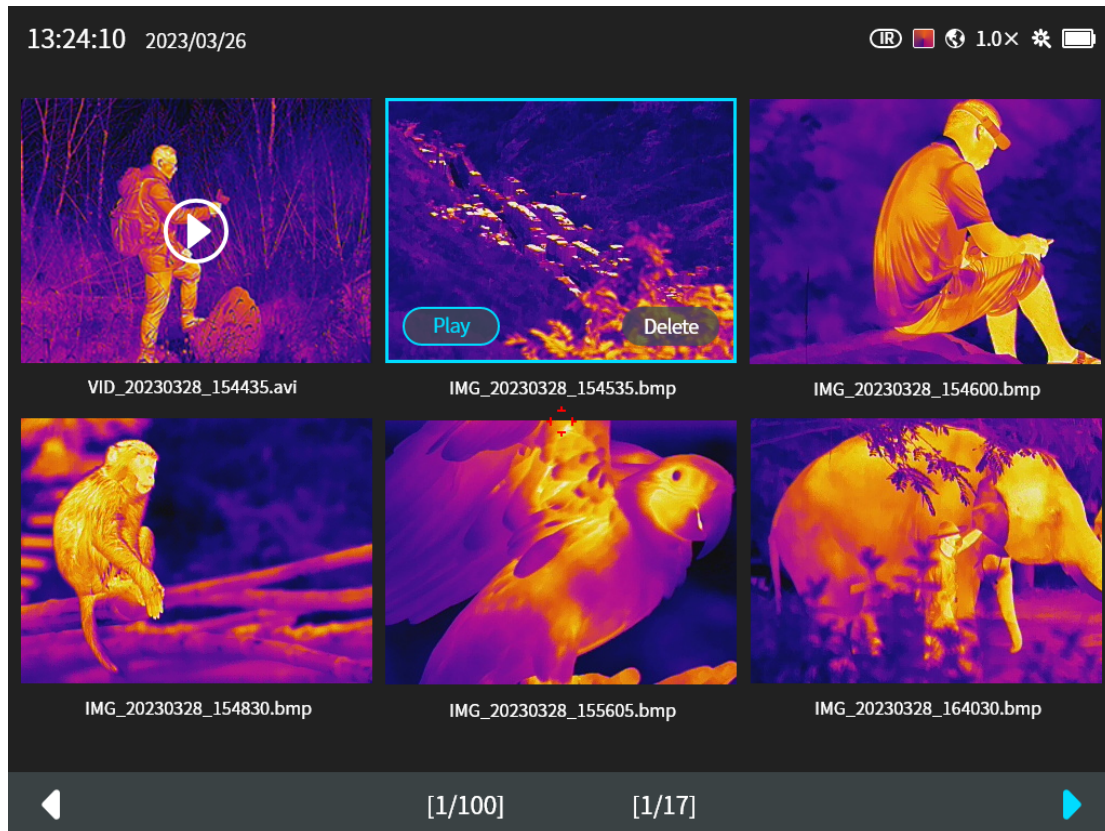 13:24:10 2023/03/26 IR 1.0×
Play Delete
VID_20230328_154435.avi IMG_20230328_154535.bmp IMG_20230328_154600.bmp
IMG_20230328_154830.bmp IMG_20230328_155605.bmp IMG_20230328_164030.bmp
[1/100] [1/17]